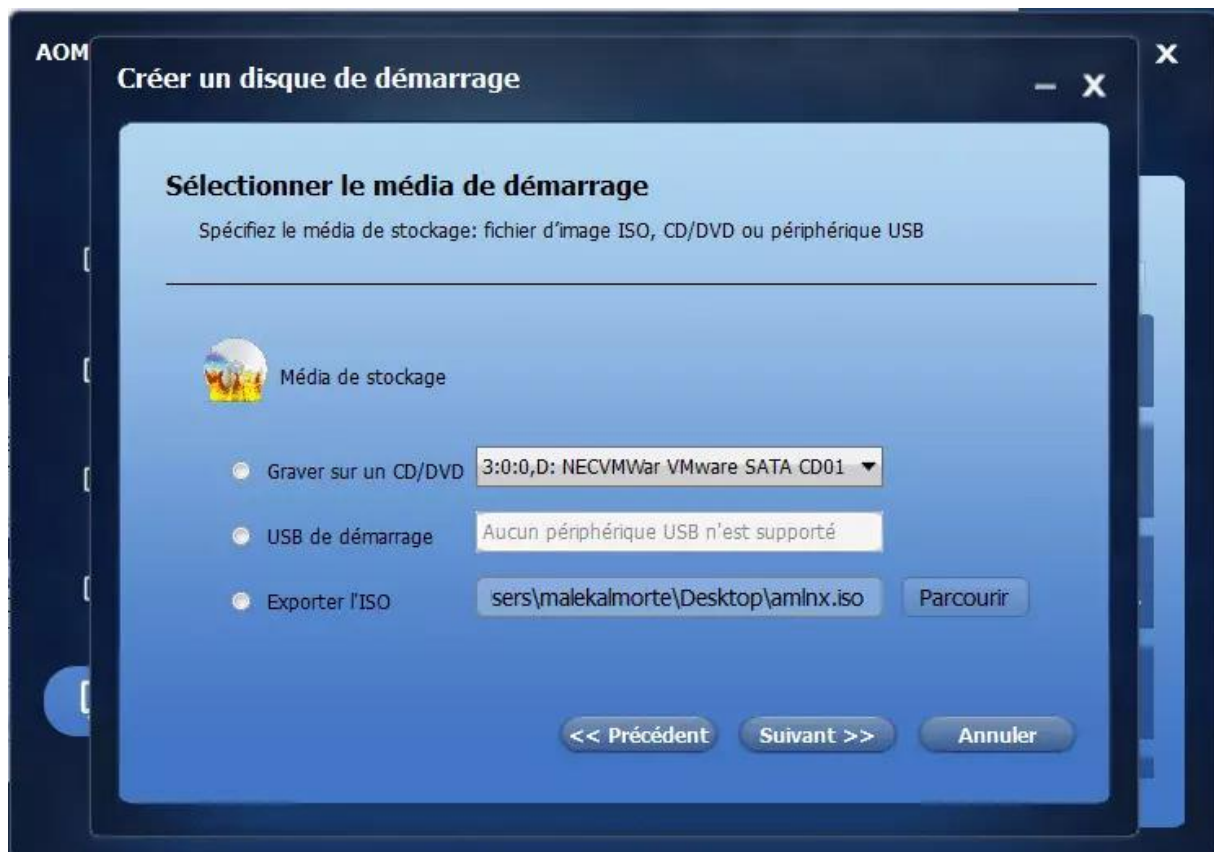 AOM
Créer un disque de démarrage
Sélectionner le média de démarrage
Spécifiez le média de stockage: fichier d'image ISO, CD/DVD ou périphérique USB
Média de stockage
Graver sur un CD/DVD 3:0:0,D: NECVMWar VMware SATA CD01
USB de démarrage Aucun périphérique USB n'est supporté
Exporter l'ISO sers\malekalmorte\Desktop\amlnx.iso Parcourir
<< Précédent Suivant >> Annuler